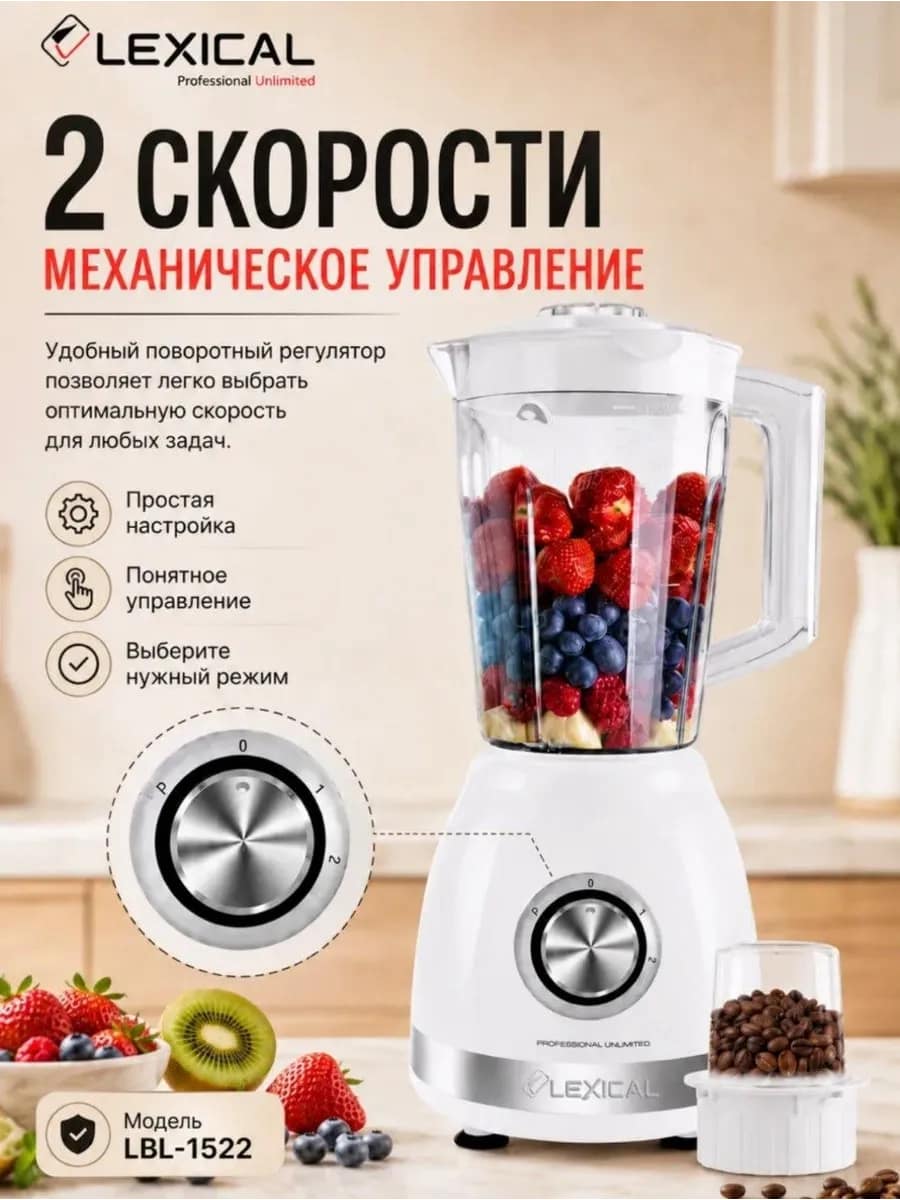 LEXICAL
Professional Unlimited
2 СКОРОСТИ
МЕХАНИЧЕСКОЕ УПРАВЛЕНИЕ
Удобный поворотный регулятор
позволяет легко выбрать
оптимальную скорость
для любых задач.
Простая
настройка
Понятное
управление
Выберите
нужный режим
P 0 1 2
P 0 1 2
PROFESSIONAL UNLIMITED
LEXICAL
Модель
LBL-1522